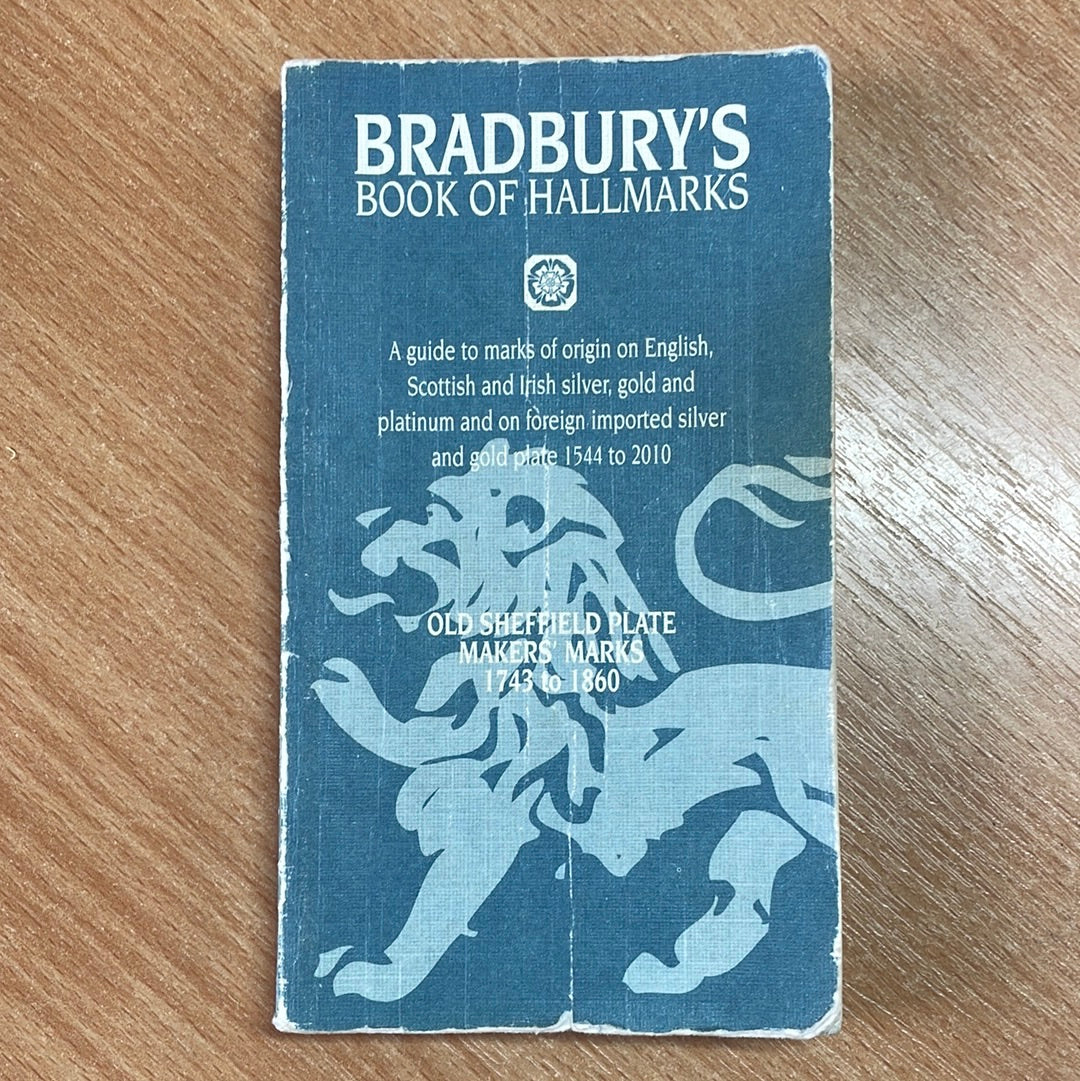 BRADBURY'S
BOOK OF HALLMARKS
A guide to marks of origin on English,
Scottish and Irish silver, gold and
platinum and on foreign imported silver
and gold plate 1544 to 2010
OLD SHEFFIELD PLATE
MAKERS' MARKS
1743 to 1860